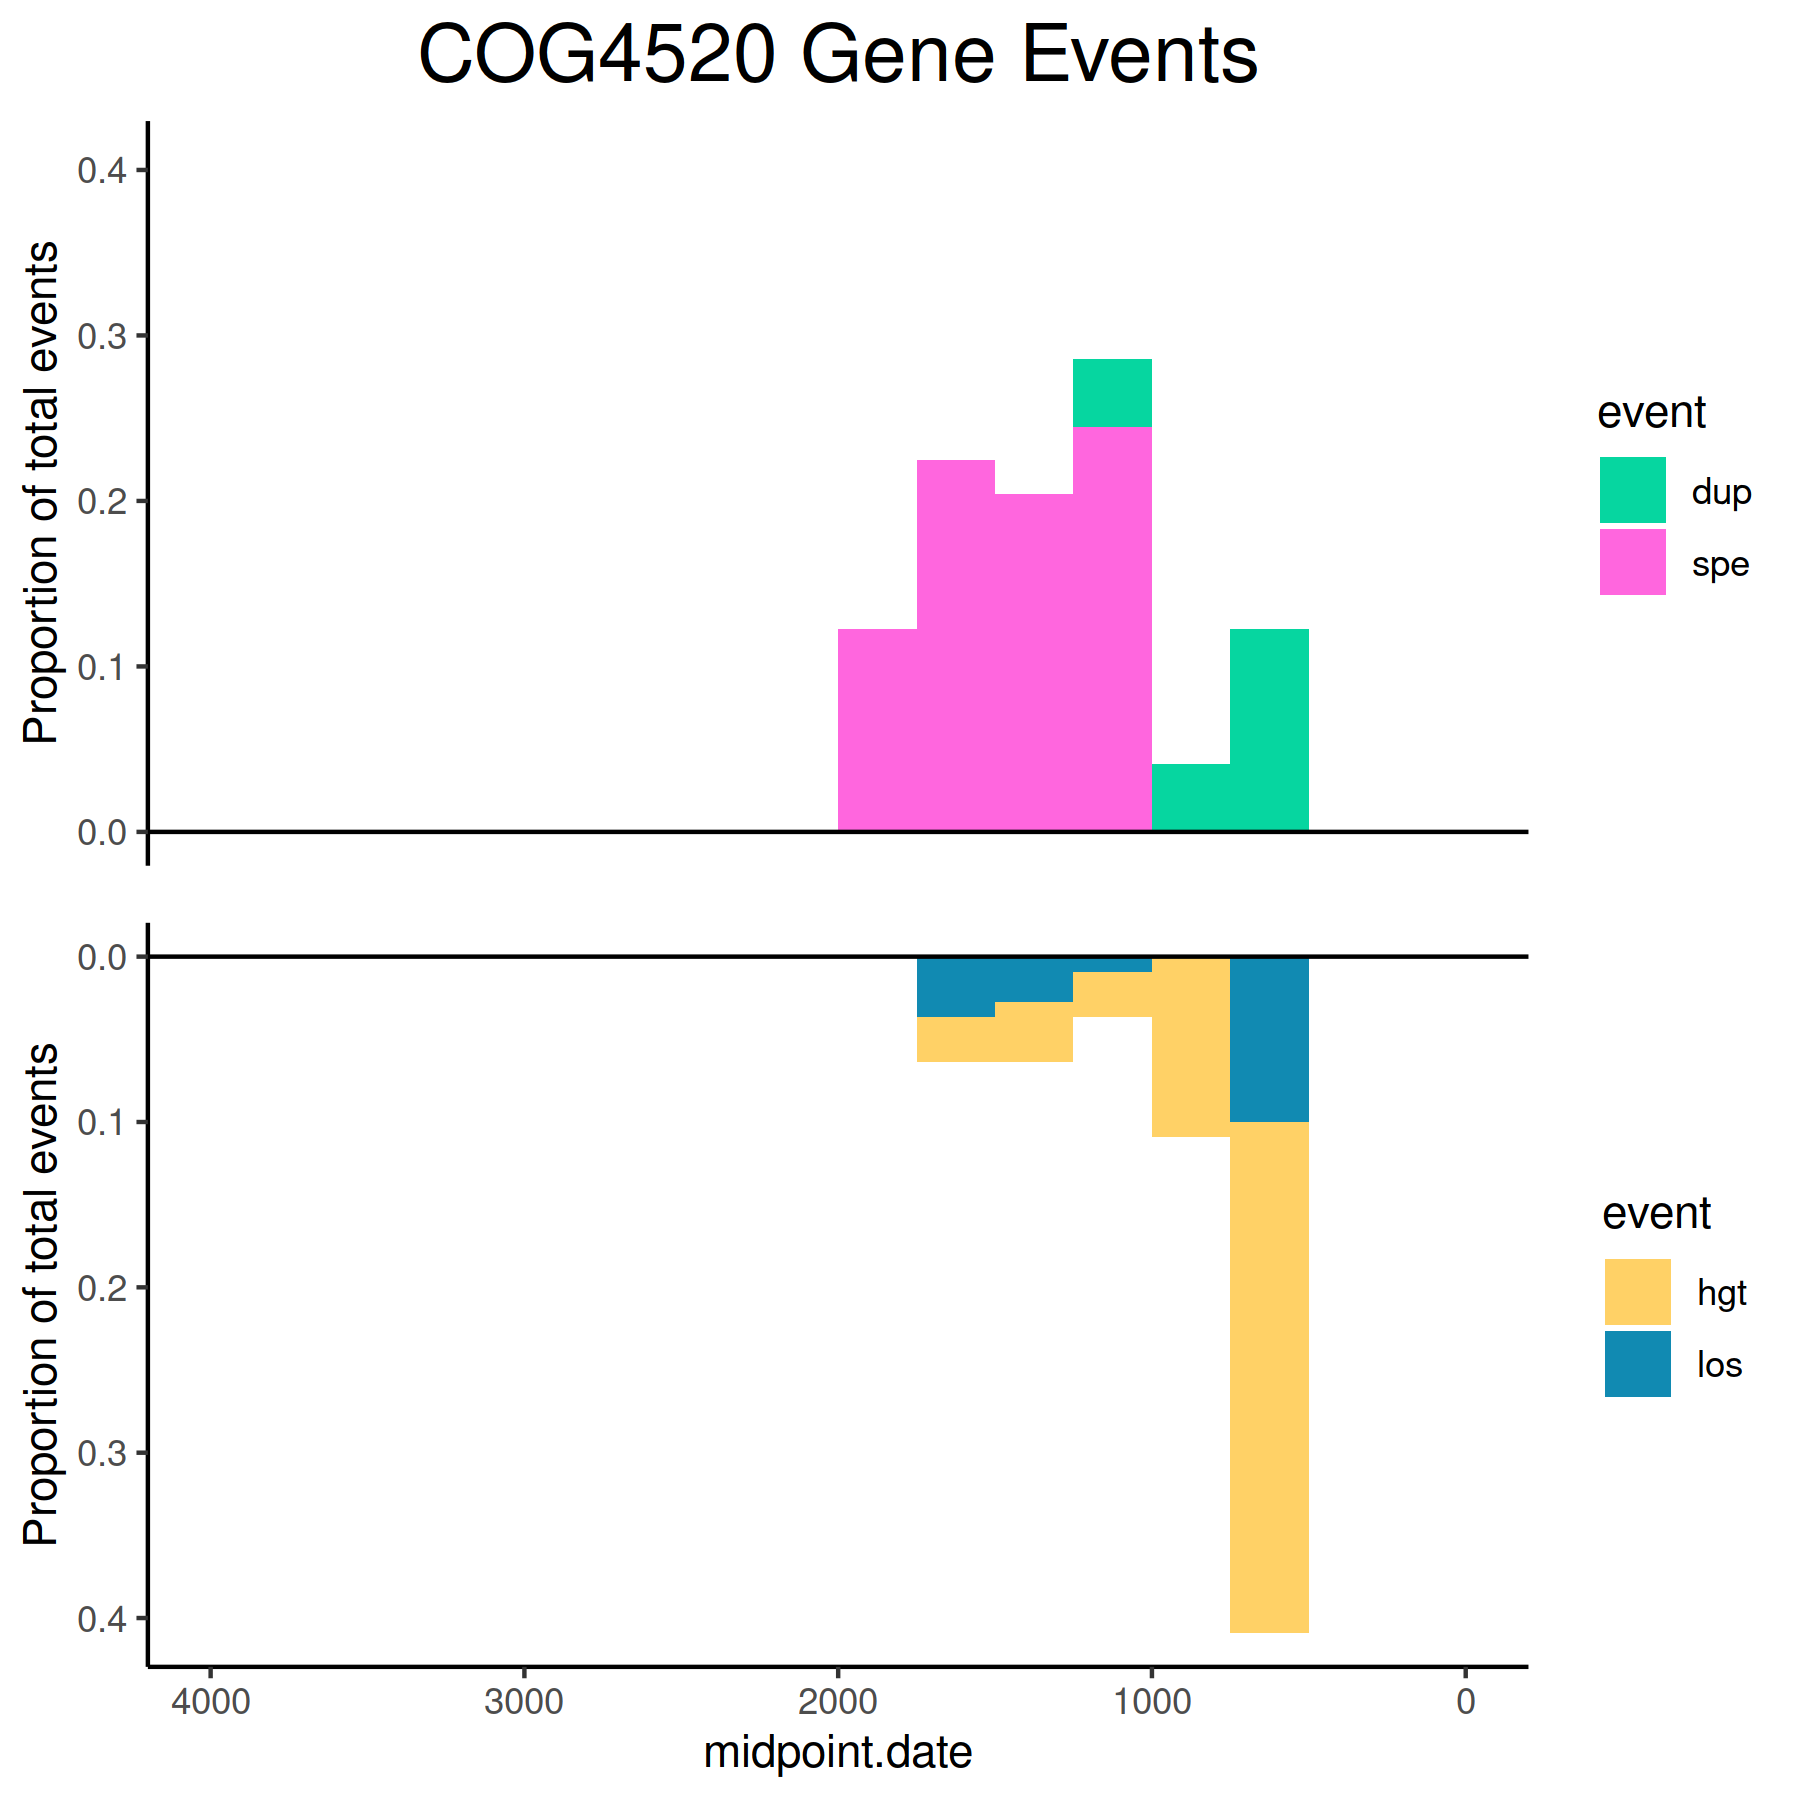 COG4520 Gene Events
Proportion of total events
0.4
0.3
0.2
0.1
0.0
event
dup
spe
Proportion of total events
0.0
0.1
0.2
0.3
0.4
event
hgt
los
4000 3000 2000 1000 0
midpoint.date